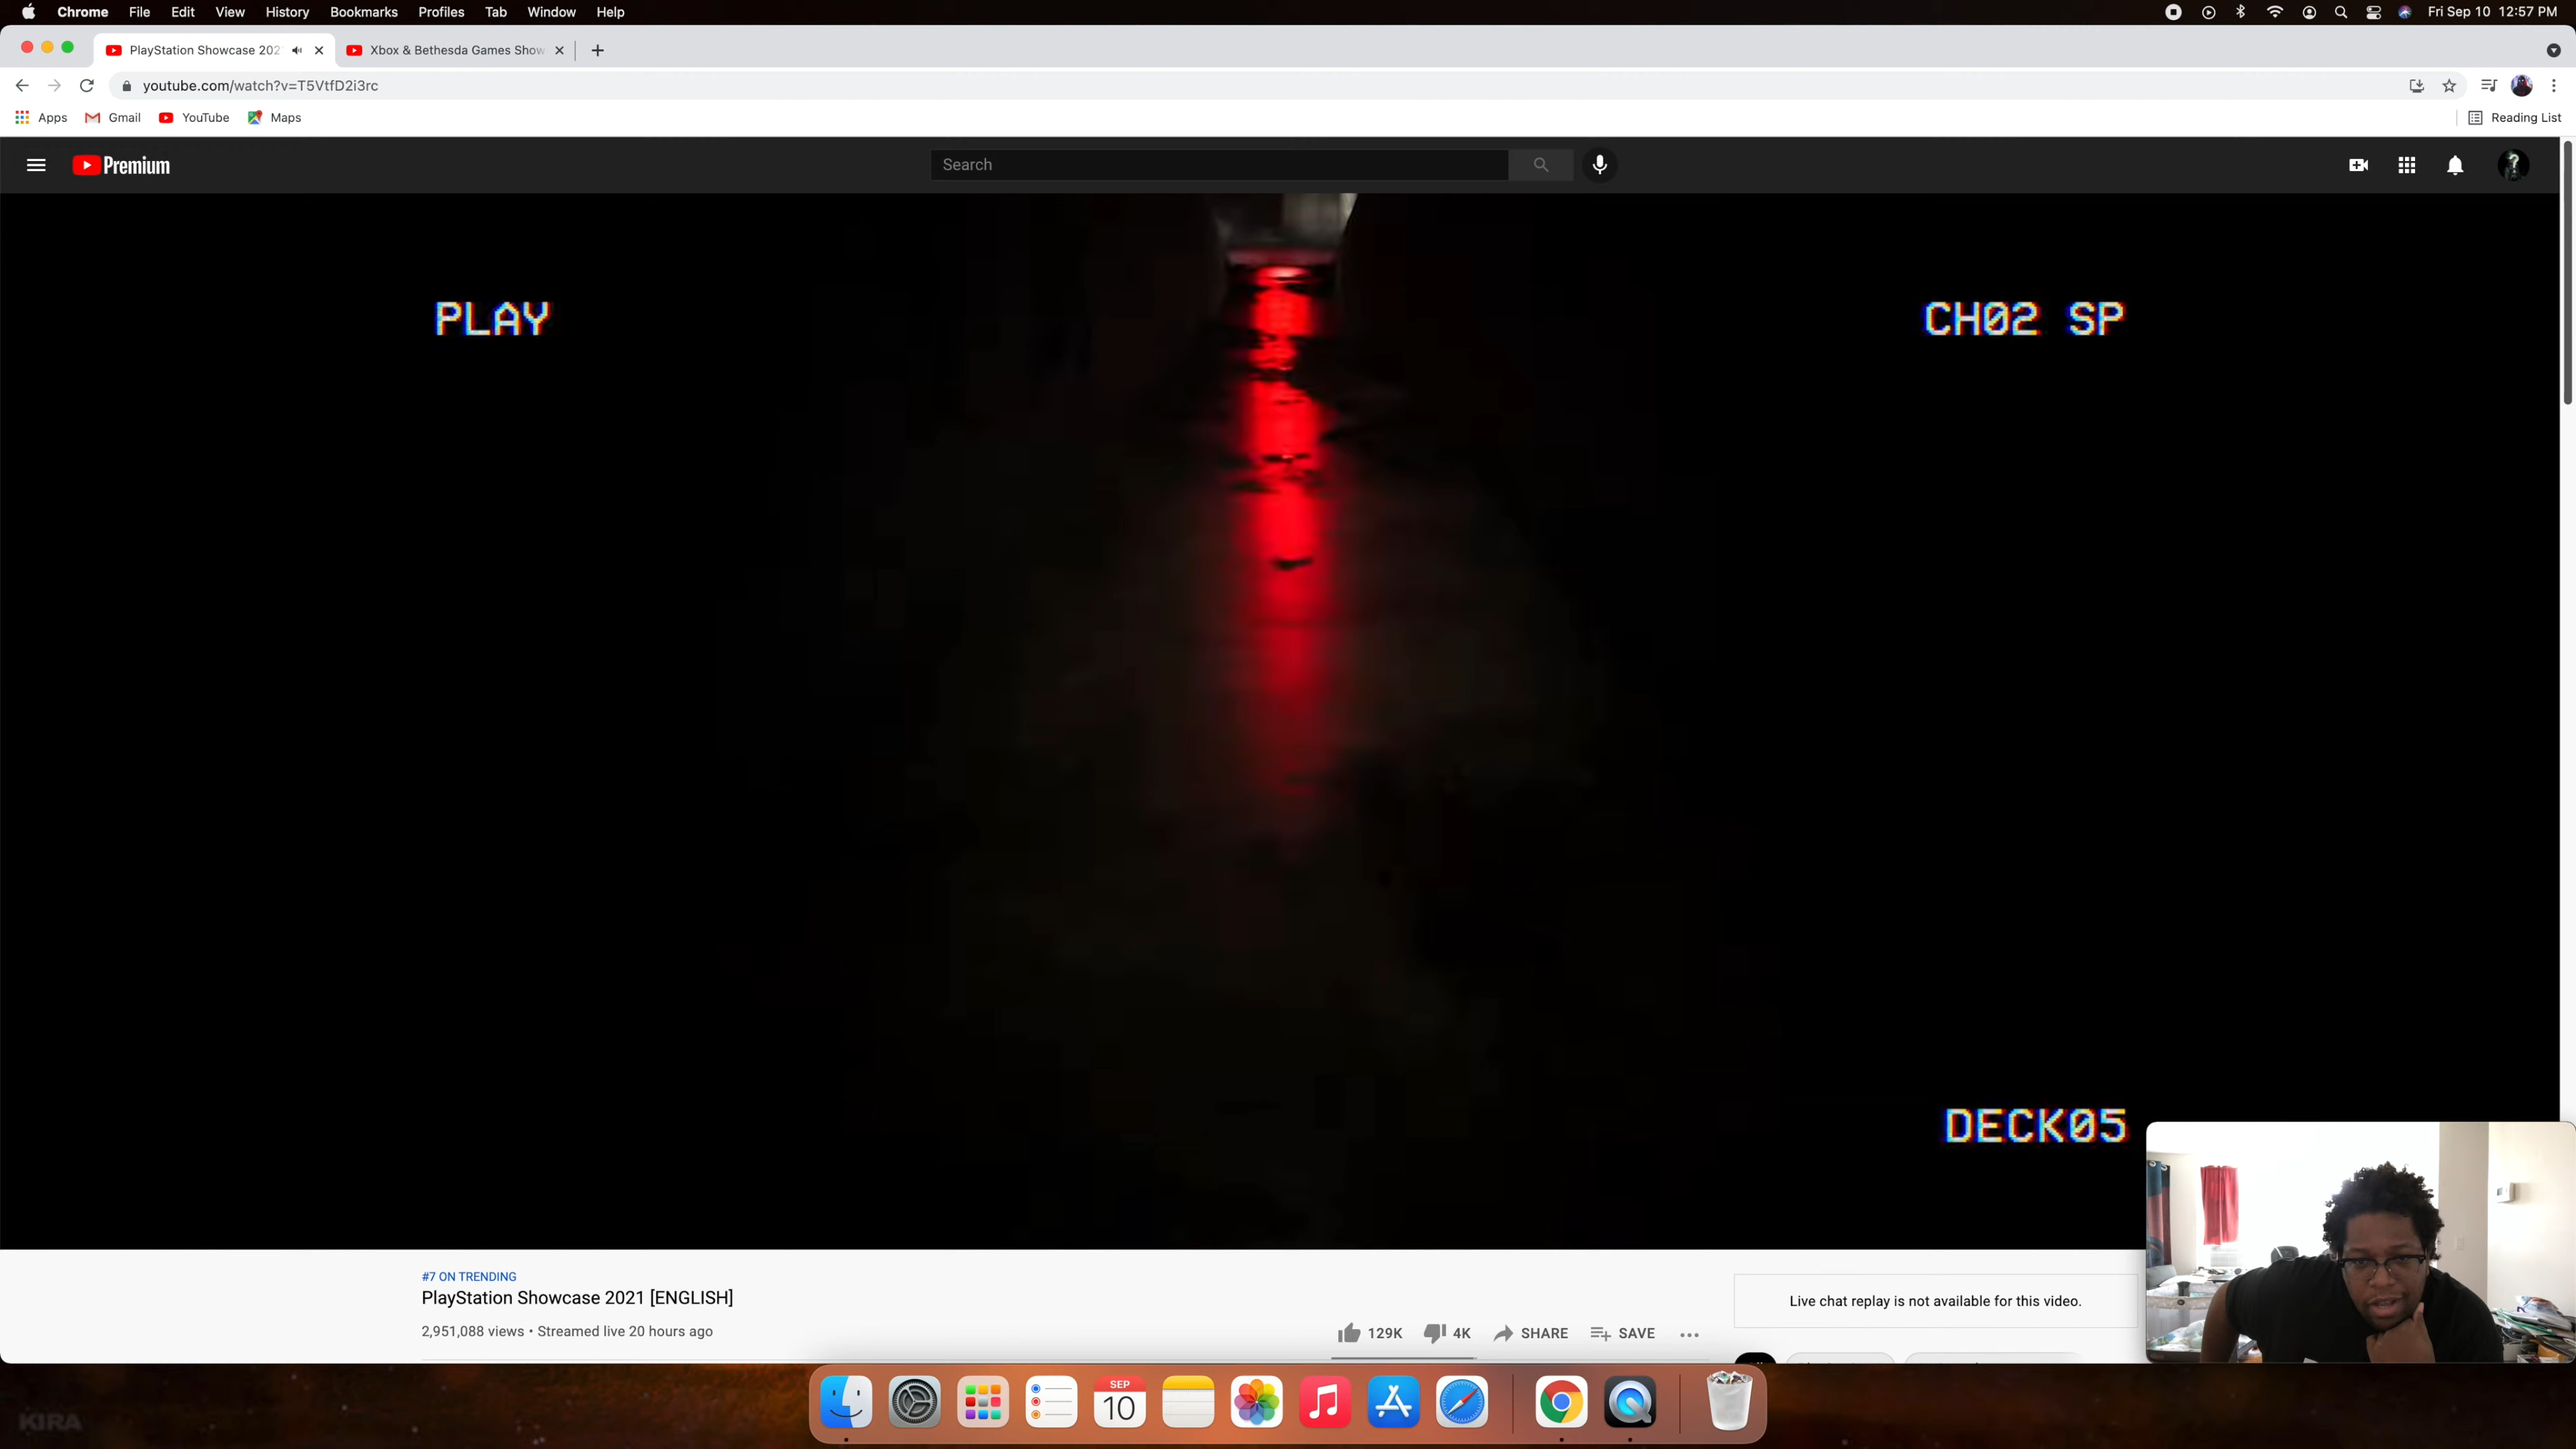 Chrome File Edit View History Bookmarks Profiles Tab Window Help Fri Sep 10 12:57 PM
PlayStation Showcase 202 Xbox & Bethesda Games Show
youtube.com/watch?v=T5VtfD2i3rc
Apps Gmail YouTube Maps Reading List
Premium Search
PLAY CH02 SP
DECK05
#7 ON TRENDING
PlayStation Showcase 2021 [ENGLISH]
2,951,088 views • Streamed live 20 hours ago
129K 4K SHARE SAVE
Live chat replay is not available for this video.
SEP
10
KIRA